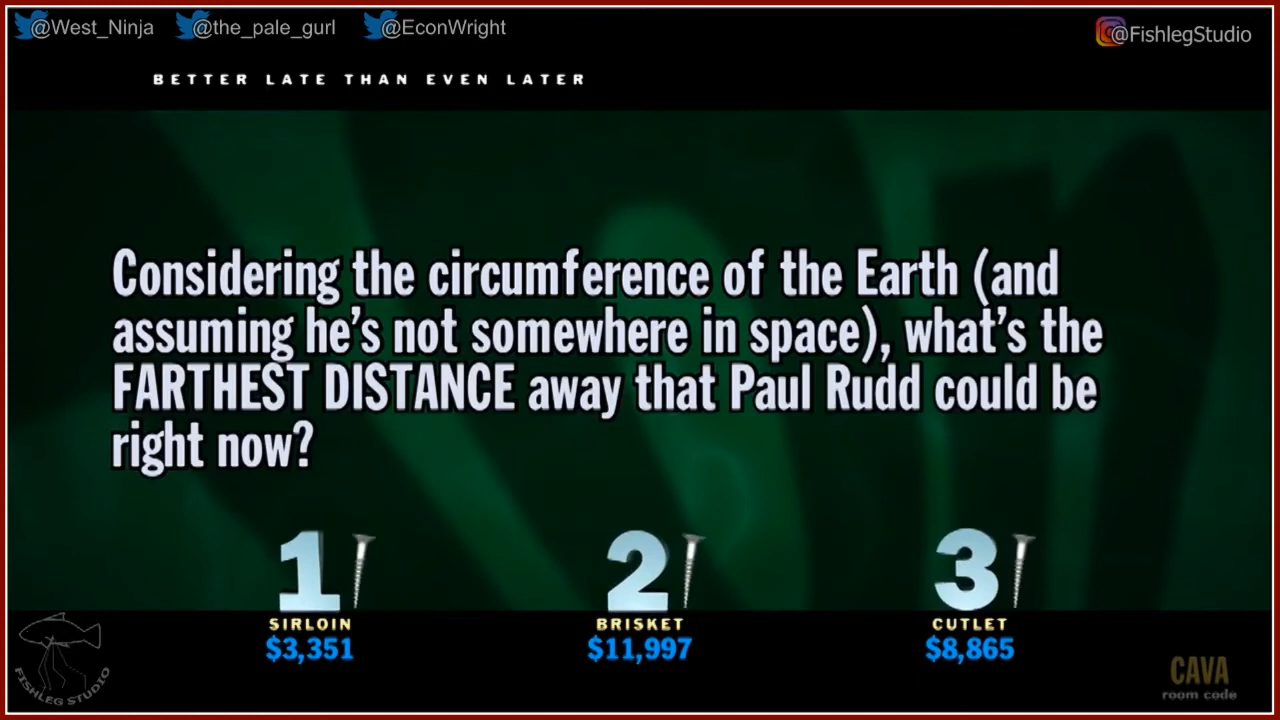 @West_Ninja @the_pale_gurl @EconWright @FishlegStudio
BETTER LATE THAN EVEN LATER
Considering the circumference of the Earth (and
assuming he's not somewhere in space), what's the
FARTHEST DISTANCE away that Paul Rudd could be
right now?
1 2 3
SIRLOIN BRISKET CUTLET
$3,351 $11,997 $8,865
FISHLEG STUDIO
CAVA
room code